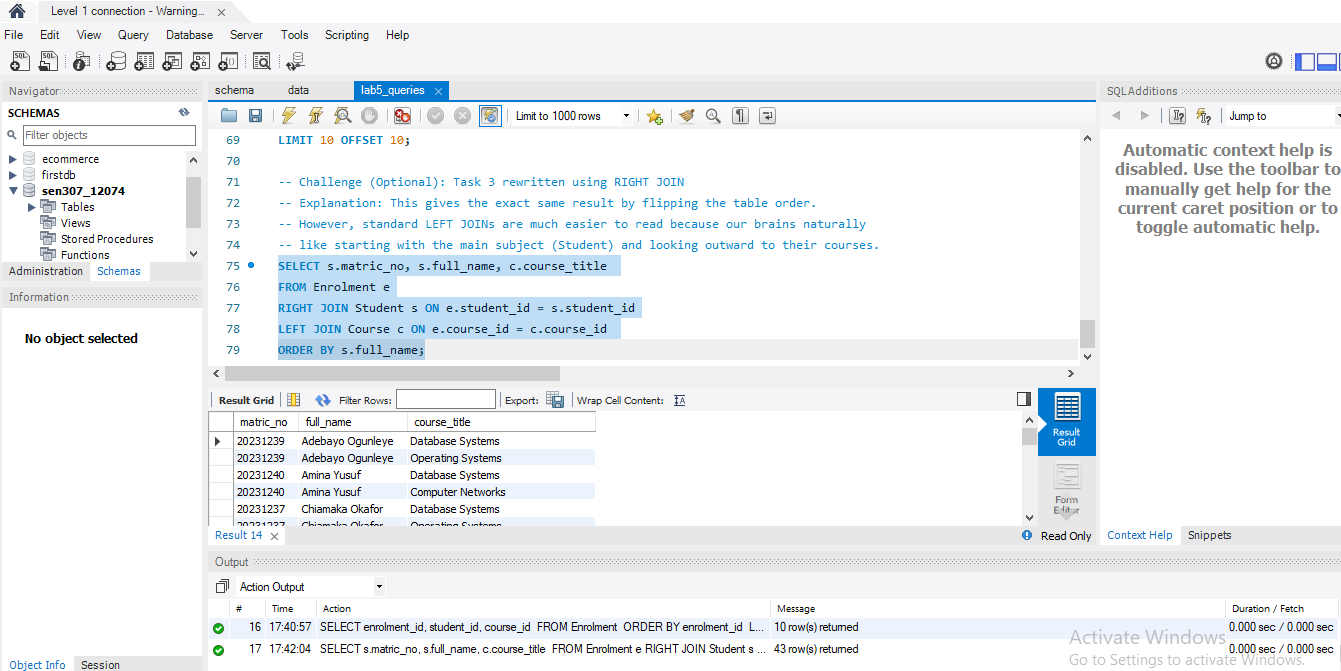 Level 1 connection - Warning...
File Edit View Query Database Server Tools Scripting Help
Navigator
SCHEMAS
Filter objects
ecommerce
firstdb
sen307_12074
Tables
Views
Stored Procedures
Functions
Administration Schemas
Information
No object selected
Object Info Session
schema data lab5_queries
Limit to 1000 rows
69 LIMIT 10 OFFSET 10;
70
71 -- Challenge (Optional): Task 3 rewritten using RIGHT JOIN
72 -- Explanation: This gives the exact same result by flipping the table order.
73 -- However, standard LEFT JOINs are much easier to read because our brains naturally
74 -- like starting with the main subject (Student) and looking outward to their courses.
75 SELECT s.matric_no, s.full_name, c.course_title
76 FROM Enrolment e
77 RIGHT JOIN Student s ON e.student_id = s.student_id
78 LEFT JOIN Course c ON e.course_id = c.course_id
79 ORDER BY s.full_name;
Result Grid Filter Rows: Export: Wrap Cell Content:
matric_no full_name course_title
20231239 Adebayo Ogunleye Database Systems
20231239 Adebayo Ogunleye Operating Systems
20231240 Amina Yusuf Database Systems
20231240 Amina Yusuf Computer Networks
20231237 Chiamaka Okafor Database Systems
20231237 Chiamaka Okafor Operating Systems
Result Grid
Form Editor
Result 14 Read Only
Output
Action Output
# Time Action Message Duration / Fetch
16 17:40:57 SELECT enrolment_id, student_id, course_id FROM Enrolment ORDER BY enrolment_id L... 10 row(s) returned 0.000 sec / 0.000 sec
17 17:42:04 SELECT s.matric_no, s.full_name, c.course_title FROM Enrolment e RIGHT JOIN Student s ... 43 row(s) returned 0.000 sec / 0.000 sec
SQLAdditions
Jump to
Automatic context help is
disabled. Use the toolbar to
manually get help for the
current caret position or to
toggle automatic help.
Context Help Snippets
Activate Windows
Go to Settings to activate Windows.